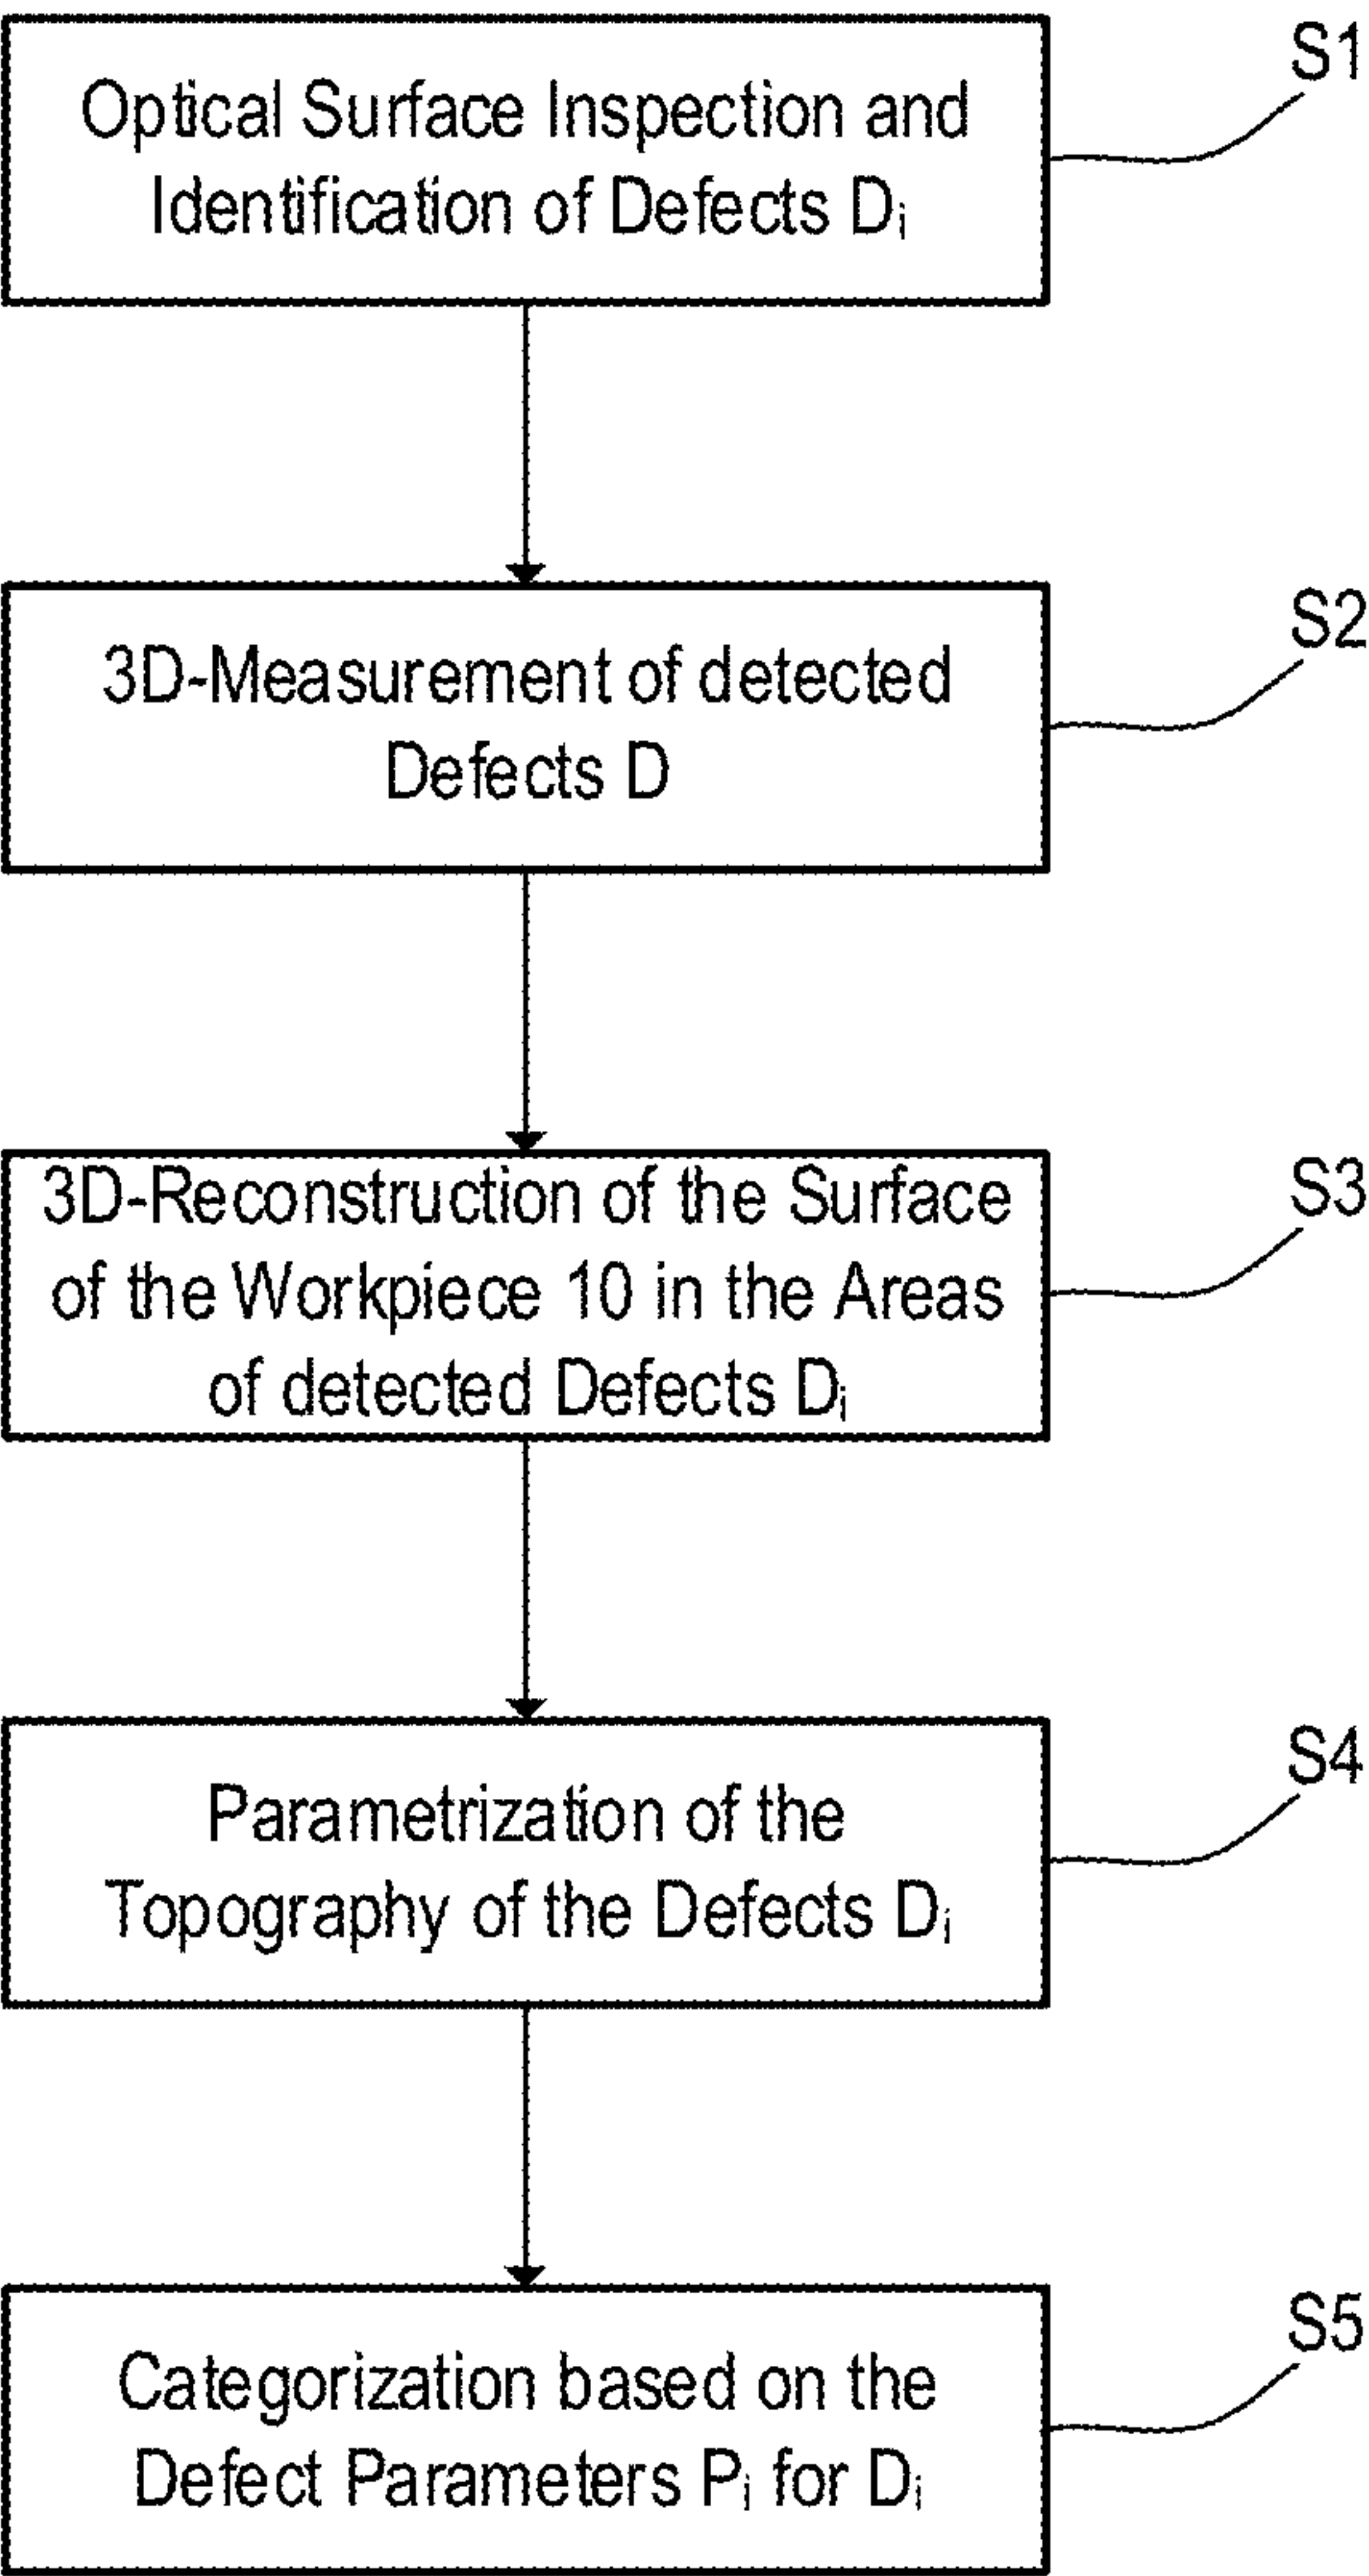 Optical Surface Inspection and
Identification of Defects Dᵢ
S1
3D-Measurement of detected
Defects D
S2
3D-Reconstruction of the Surface
of the Workpiece 10 in the Areas
of detected Defects Dᵢ
S3
Parametrization of the
Topography of the Defects Dᵢ
S4
Categorization based on the
Defect Parameters Pᵢ for Dᵢ
S5